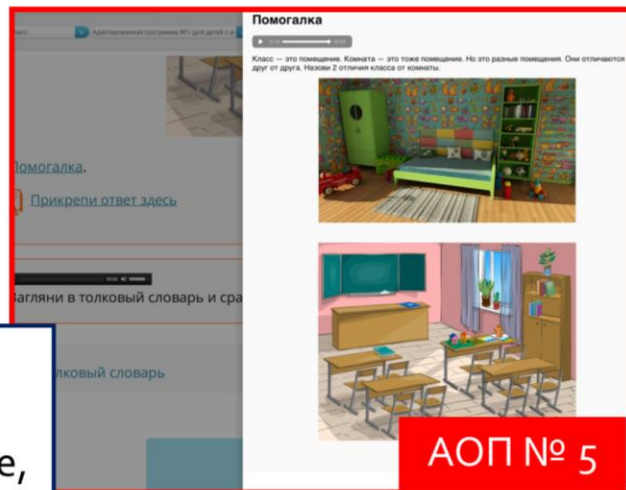 Адаптированная программа №1 (для детей с
Помогалка.
Прикрепи ответ здесь
Загляни в толковый словарь и сра
лковый словарь
е,
Помогалка
Класс — это помещение. Комната — это тоже помещение. Но это разные помещения. Они отличаются
друг от друга. Назови 2 отличия класса от комнаты.
АОП № 5